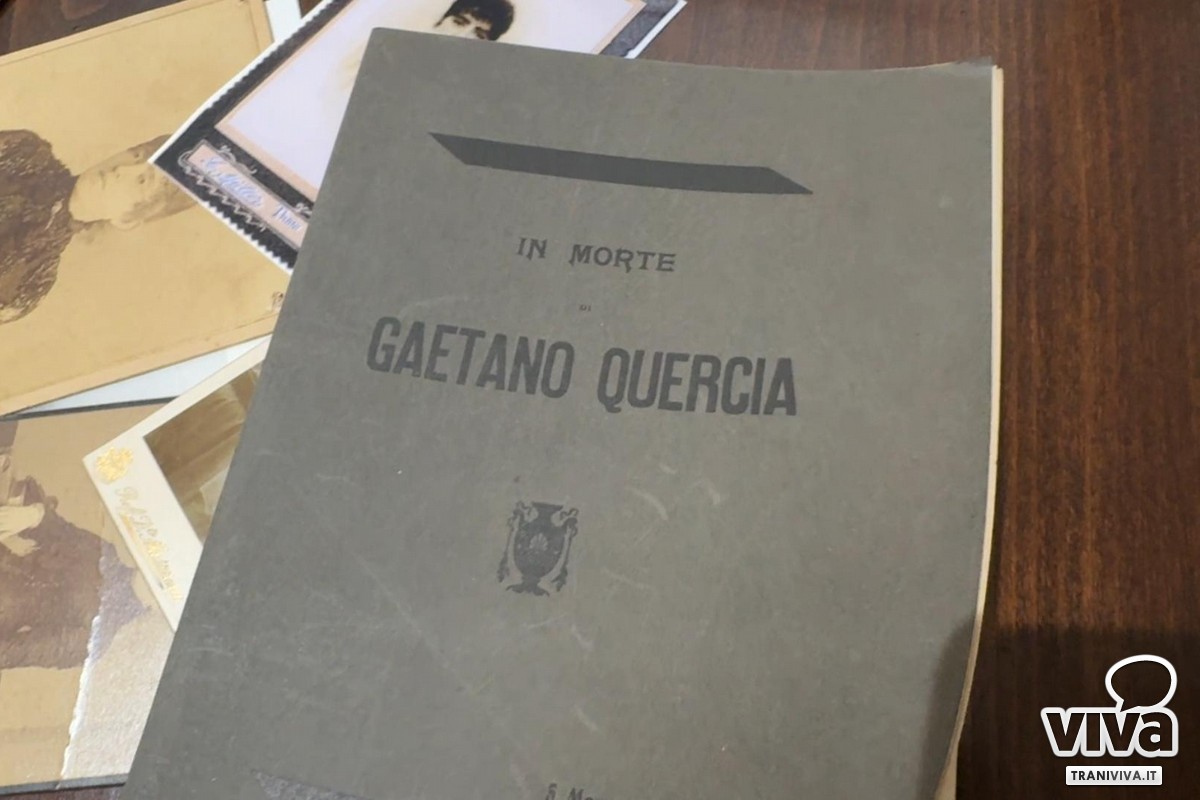 IN MORTE
DI
GAETANO QUERCIA
VIVa
TRANIVIVA.IT